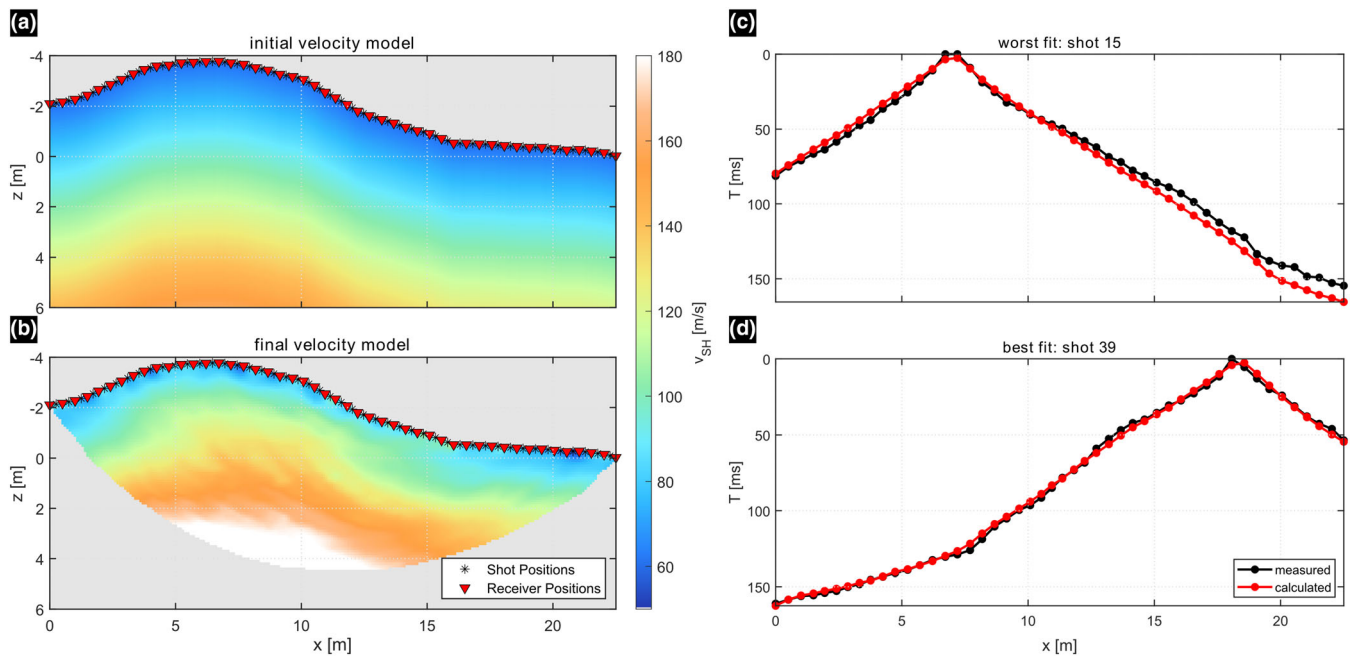 (a)
initial velocity model
-4
-2
0
2
4
6
z [m]
(b)
final velocity model
-4
-2
0
2
4
6
z [m]
0 5 10 15 20
x [m]
Shot Positions
Receiver Positions
180
160
140
120
100
80
60
vSH [m/s]
(c)
worst fit: shot 15
0
50
100
150
T [ms]
(d)
best fit: shot 39
0
50
100
150
T [ms]
0 5 10 15 20
x [m]
measured
calculated